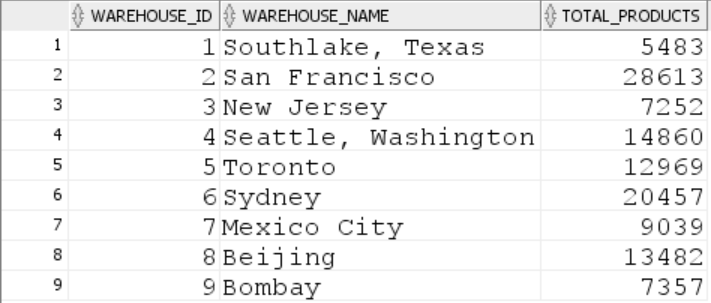 WAREHOUSE_ID WAREHOUSE_NAME TOTAL_PRODUCTS
1 1 Southlake, Texas 5483
2 2 San Francisco 28613
3 3 New Jersey 7252
4 4 Seattle, Washington 14860
5 5 Toronto 12969
6 6 Sydney 20457
7 7 Mexico City 9039
8 8 Beijing 13482
9 9 Bombay 7357